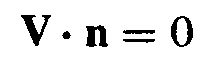 V · n = 0